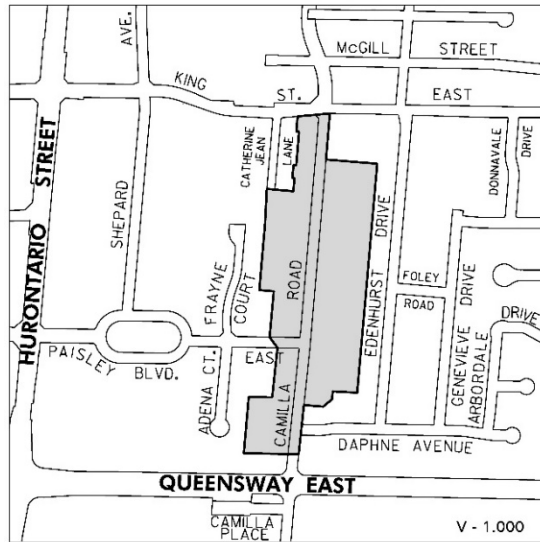 AVE.
McGILL STREET
KING ST. EAST
HURONTARIO STREET
SHEPARD
CATHERINE JEAN LANE
DONNAVALE DRIVE
FRAYNE COURT
ROAD
EDENHURST DRIVE
FOLEY ROAD
GENEVIEVE DRIVE
ARBORDALE DRIVE
PAISLEY BLVD. EAST
ADENA CT.
CAMILLA
DAPHNE AVENUE
QUEENSWAY EAST
CAMILLA PLACE
V - 1.000